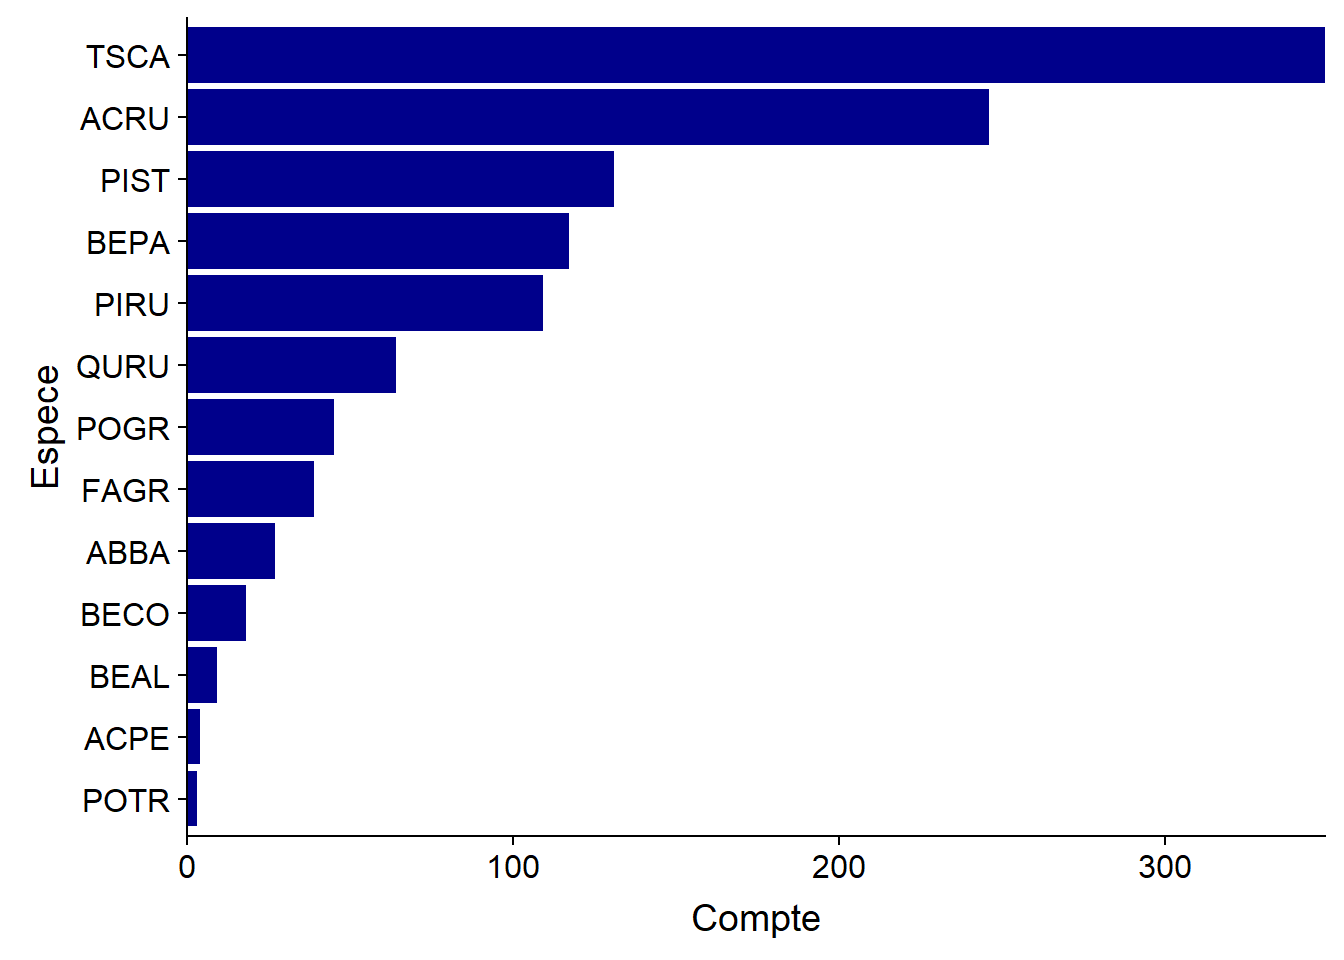 TSCA
ACRU
PIST
BEPA
PIRU
QURU
POGR
FAGR
ABBA
BECO
BEAL
ACPE
POTR
Espece
0 100 200 300
Compte